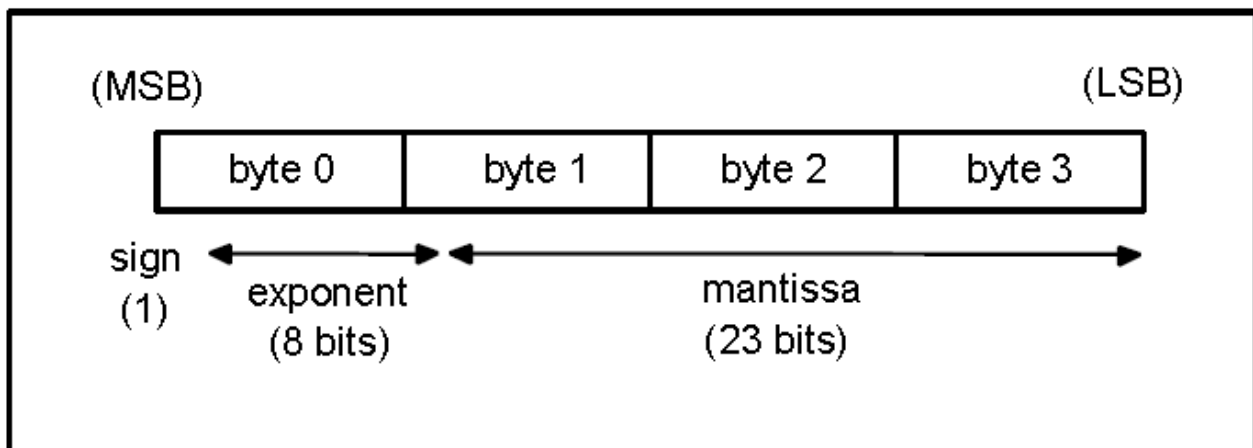 (MSB)
(LSB)
byte 0
byte 1
byte 2
byte 3
sign
(1)
exponent
(8 bits)
mantissa
(23 bits)